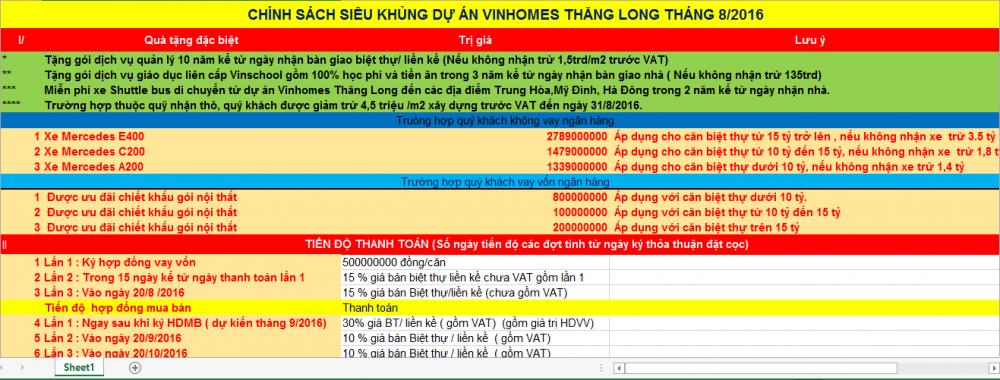 CHÍNH SÁCH SIÊU KHỦNG DỰ ÁN VINHOMES THĂNG LONG THÁNG 8/2016
I/ Quà tặng đặc biệt Trị giá Lưu ý
* Tặng gói dịch vụ quản lý 10 năm kể từ ngày nhận bàn giao biệt thự/ liền kề (Nếu không nhận trừ 1,5trd/m2 trước VAT)
** Tặng gói dịch vụ giáo dục liên cấp Vinschool gồm 100% học phí và tiền ăn trong 3 năm kể từ ngày nhận bàn giao nhà ( Nếu không nhận trừ 135trd)
*** Miễn phí xe Shuttle bus di chuyển từ dự án Vinhomes Thăng Long đến các địa điểm Trung Hòa,Mỹ Đình, Hà Đông trong 2 năm kể từ ngày nhận nhà.
**** Trường hợp thuộc quỹ nhận thô, quý khách được giảm trừ 4,5 triệu /m2 xây dựng trước VAT đến ngày 31/8/2016.
Trường hợp quý khách không vay ngân hàng
1 Xe Mercedes E400 2789000000 Áp dụng cho căn biệt thự từ 15 tỷ trở lên , nếu không nhận xe trừ 3.5 tỷ
2 Xe Mercedes C200 1479000000 Áp dụng cho căn biệt thự từ 10 tỷ đến 15 tỷ, nếu không nhận xe trừ 1,8 t
3 Xe Mercedes A200 1339000000 Áp dụng cho căn biệt thự dưới 10 tỷ, nếu không nhận xe trừ 1,4 tỷ
Trường hợp quý khách vay vốn ngân hàng
1 Được ưu đãi chiết khấu gói nội thất 800000000 Áp dụng với căn biệt thự dưới 10 tỷ.
2 Được ưu đãi chiết khấu gói nội thất 100000000 Áp dụng với căn biệt thự từ 10 tỷ đến 15 tỷ
3 Được ưu đãi chiết khấu gói nội thất 200000000 Áp dụng với căn biệt thự trên 15 tỷ
II TIẾN ĐỘ THANH TOÁN (Số ngày tiến độ các đợt tính từ ngày ký thỏa thuận đặt cọc)
1 Lần 1 : Ký hợp đồng vay vốn 500000000 đồng/căn
2 Lần 2 : Trong 15 ngày kể từ ngày thanh toán lần 1 15 % giá bán biệt thự liền kề chưa VAT gồm lần 1
3 Lần 3 : Vào ngày 20/8 /2016 15 % giá bán Biệt thự/liền kề (chưa gồm VAT)
Tiến độ hợp đồng mua bán Thanh toán
4 Lần 1 : Ngay sau khi ký HDMB ( dự kiến tháng 9/2016) 30% giá BT/ liền kề ( gồm VAT) (gồm giá trị HDVV)
5 Lần 2 : Vào ngày 20/9/2016 10 % giá bán Biệt thự / liền kề ( gồm VAT)
6 Lần 3 : Vào ngày 20/10/2016 10 % giá bán Biệt thự / liền kề ( gồm VAT)
Sheet1